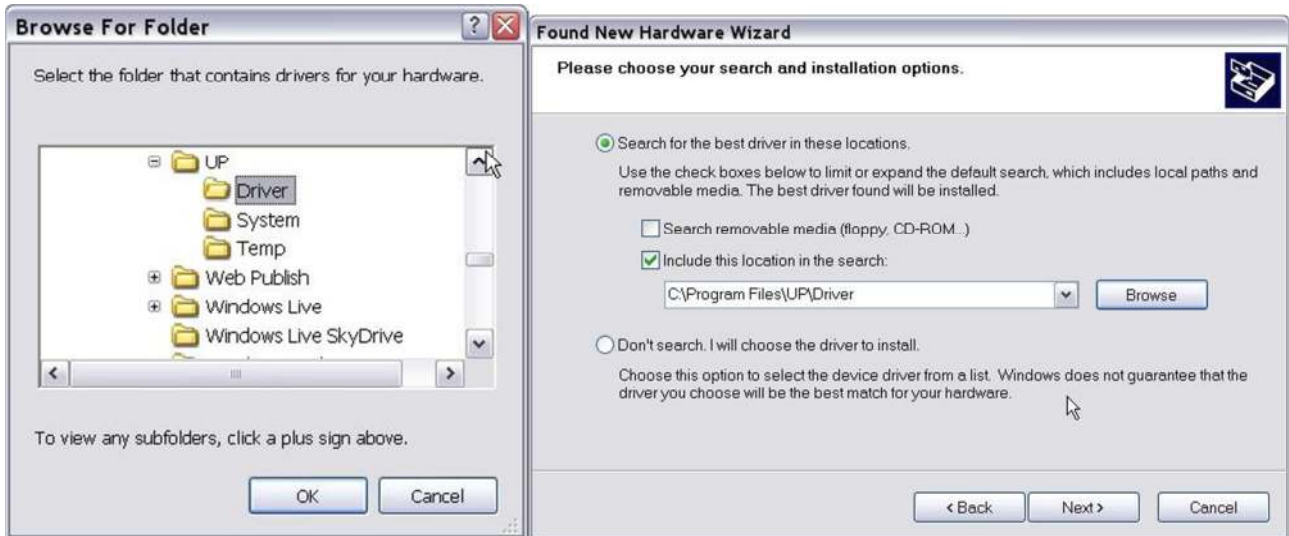 Browse For Folder
Select the folder that contains drivers for your hardware.
UP
Driver
System
Temp
Web Publish
Windows Live
Windows Live SkyDrive
To view any subfolders, click a plus sign above.
OK
Cancel
Found New Hardware Wizard
Please choose your search and installation options.
Search for the best driver in these locations.
Use the check boxes below to limit or expand the default search, which includes local paths and
removable media. The best driver found will be installed.
Search removable media (floppy, CD-ROM...)
Include this location in the search:
C:\Program Files\UP\Driver
Browse
Don't search. I will choose the driver to install.
Choose this option to select the device driver from a list. Windows does not guarantee that the
driver you choose will be the best match for your hardware.
< Back
Next >
Cancel